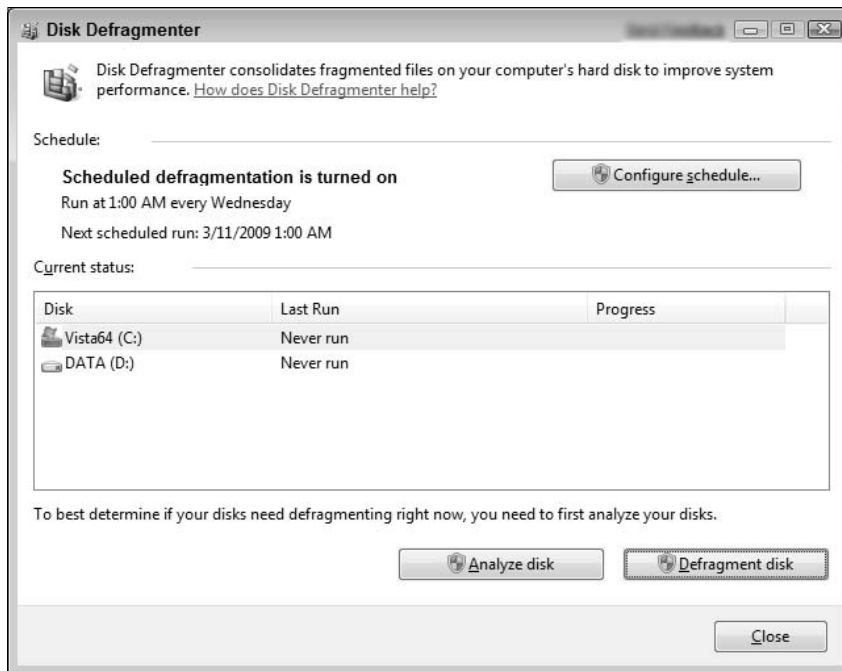 Disk Defragmenter
Disk Defragmenter consolidates fragmented files on your computer's hard disk to improve system
performance. How does Disk Defragmenter help?
Schedule:
Scheduled defragmentation is turned on
Configure schedule...
Run at 1:00 AM every Wednesday
Next scheduled run: 3/11/2009 1:00 AM
Current status:
Disk Last Run Progress
Vista64 (C:) Never run
DATA (D:) Never run
To best determine if your disks need defragmenting right now, you need to first analyze your disks.
Analyze disk Defragment disk
Close